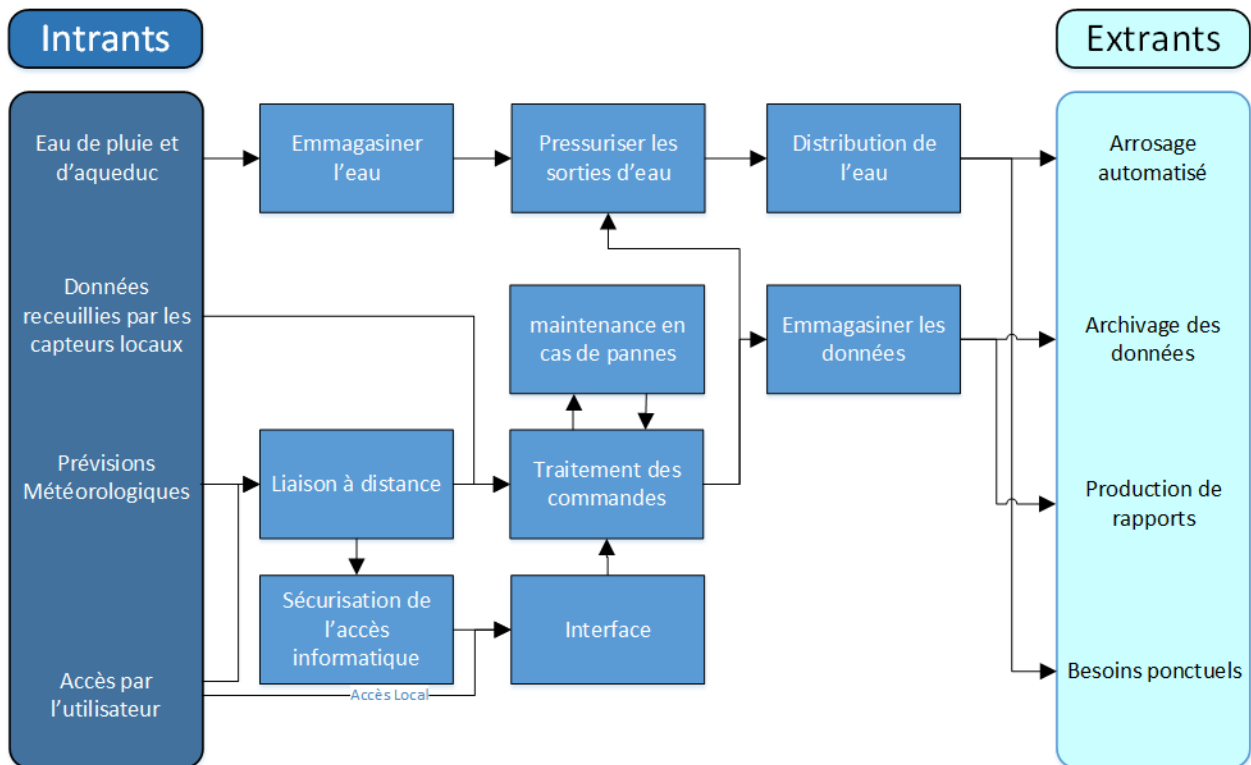 Intrants
Extrants
Eau de pluie et
d'aqueduc
Emmagasiner
l'eau
Pressuriser les
sorties d'eau
Distribution de
l'eau
Arrosage
automatisé
Données
receuillies par les
capteurs locaux
maintenance en
cas de pannes
Emmagasiner les
données
Archivage des
données
Prévisions
Météorologiques
Liaison à distance
Traitement des
commandes
Production de
rapports
Sécurisation de
l'accès
informatique
Interface
Accès par
l'utilisateur
Accès Local
Besoins ponctuels